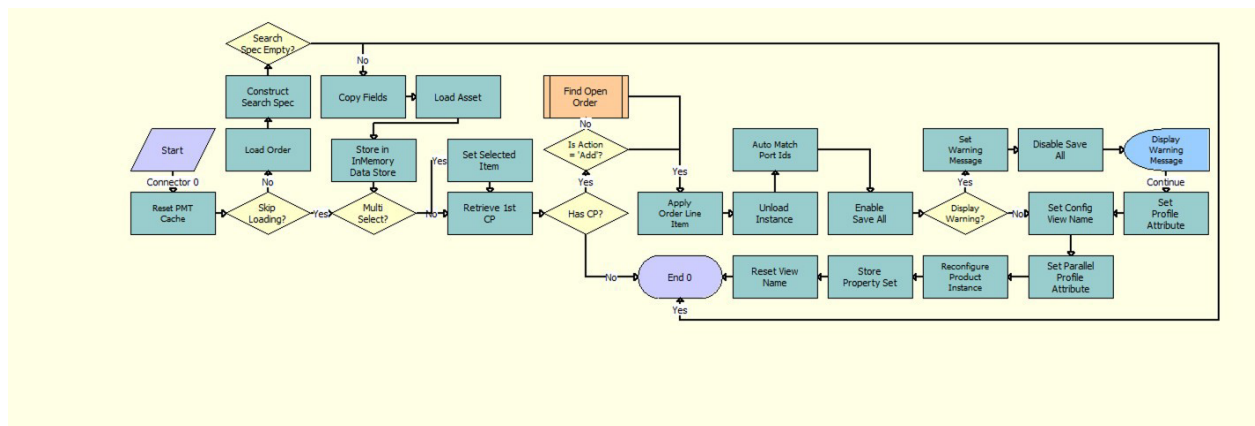 Search
Spec Empty?
No
Construct
Search Spec
Copy Fields
Load Asset
Find Open
Order
No
Start
Load Order
Store in
InMemory
Data Store
Yes
Set Selected
Item
Is Action
= 'Add'?
Auto Match
Port Ids
Set
Warning
Message
Disable Save
All
Display
Warning
Message
Connector 0
No
Yes
Yes
Yes
Continue
Reset PMT
Cache
Skip
Loading?
Yes
Multi
Select?
No
Retrieve 1st
CP
Has CP?
Apply
Order Line
Item
Unload
Instance
Enable
Save All
Display
Warning?
No
Set Config
View Name
Set
Profile
Attribute
No
End 0
Reset View
Name
Store
Property Set
Reconfigure
Product
Instance
Set Parallel
Profile
Attribute
Yes